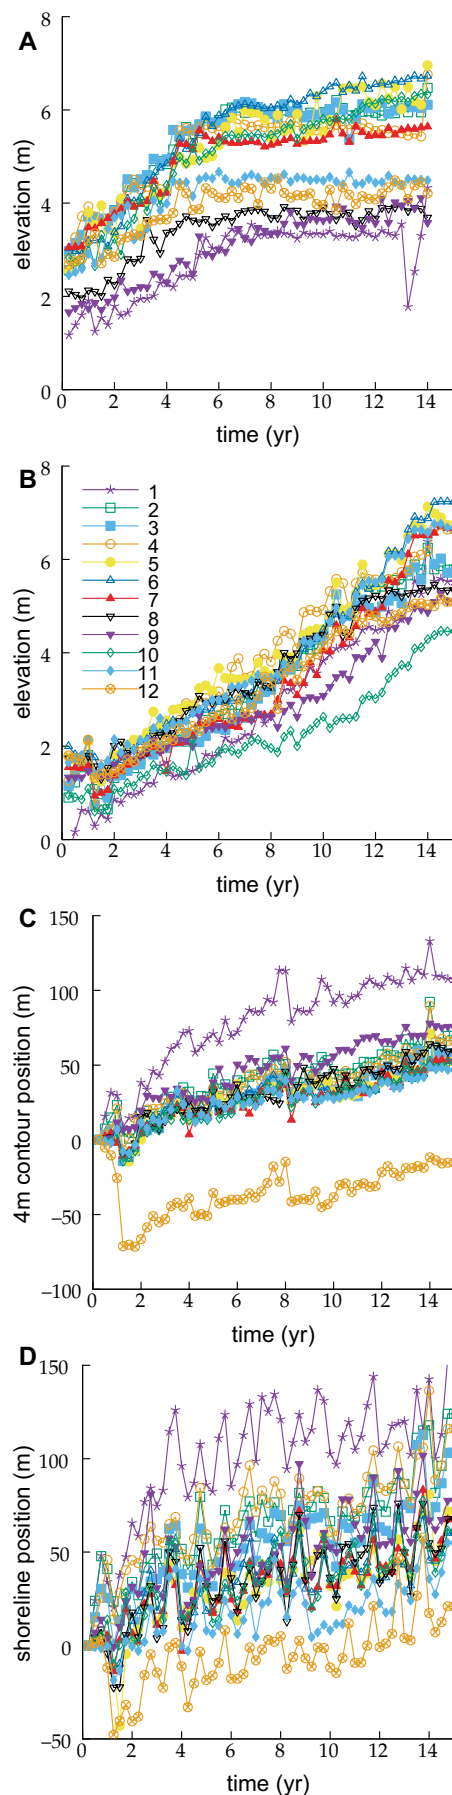 A
8
6
4
2
0
elevation (m)
0 2 4 6 8 10 12 14
time (yr)
B
8
6
4
2
0
elevation (m)
1
2
3
4
5
6
7
8
9
10
11
12
0 2 4 6 8 10 12 14
time (yr)
C
150
100
50
0
−50
−100
4m contour position (m)
0 2 4 6 8 10 12 14
time (yr)
D
150
100
50
0
−50
shoreline position (m)
0 2 4 6 8 10 12 14
time (yr)